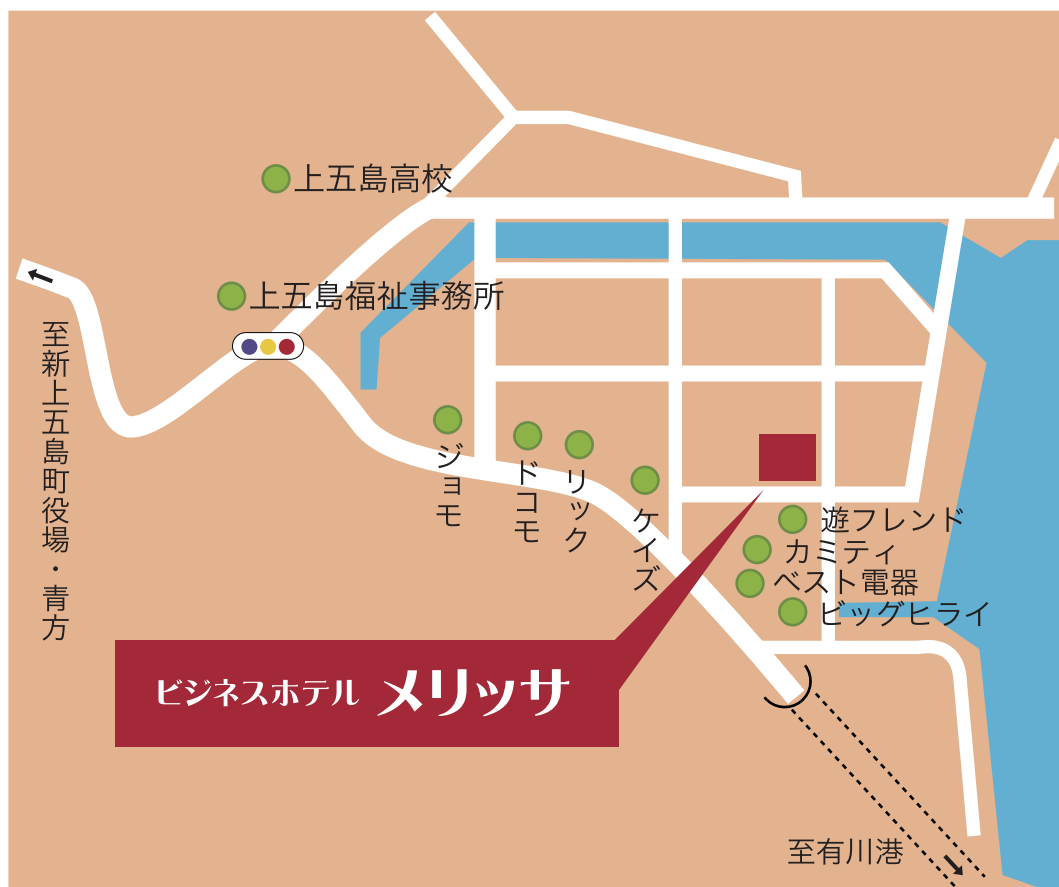 上五島高校
上五島福祉事務所
至新上五島町役場・青方
ジョモ
ドコモ
リック
ケイズ
遊フレンド
カミティ
ベスト電器
ビッグヒライ
ビジネスホテル メリッサ
至有川港